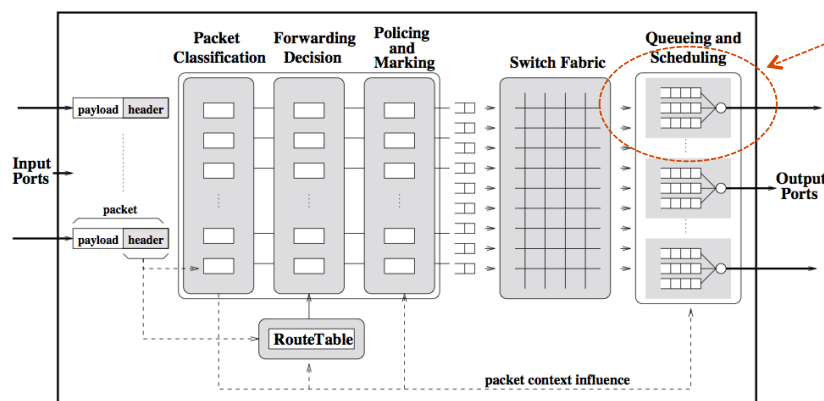 Packet
Classification
Forwarding
Decision
Policing
and
Marking
Switch Fabric
Queueing and
Scheduling
payload header
Input
Ports
packet
payload header
Output
Ports
RouteTable
packet context influence